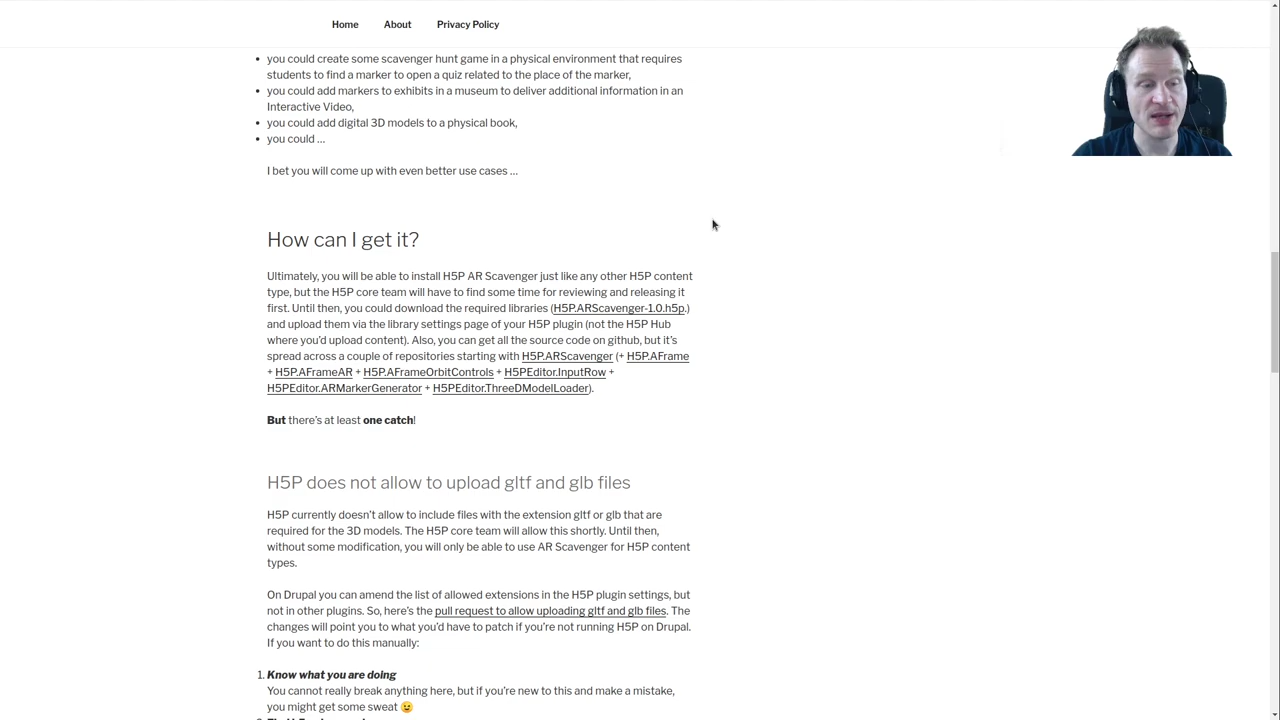 Home About Privacy Policy
you could create some scavenger hunt game in a physical environment that requires
students to find a marker to open a quiz related to the place of the marker,
you could add markers to exhibits in a museum to deliver additional information in an
Interactive Video,
you could add digital 3D models to a physical book,
you could …
I bet you will come up with even better use cases …
How can I get it?
Ultimately, you will be able to install H5P AR Scavenger just like any other H5P content
type, but the H5P core team will have to find some time for reviewing and releasing it
first. Until then, you could download the required libraries (H5P.ARScavenger-1.0.h5p.)
and upload them via the library settings page of your H5P plugin (not the H5P Hub
where you’d upload content). Also, you can get all the source code on github, but it’s
spread across a couple of repositories starting with H5P.ARScavenger (+ H5P.AFrame
+ H5P.AFrameAR + H5P.AFrameOrbitControls + H5PEditor.InputRow +
H5PEditor.ARMarkerGenerator + H5PEditor.ThreeDModelLoader).
But there’s at least one catch!
H5P does not allow to upload gltf and glb files
H5P currently doesn’t allow to include files with the extension gltf or glb that are
required for the 3D models. The H5P core team will allow this shortly. Until then,
without some modification, you will only be able to use AR Scavenger for H5P content
types.
On Drupal you can amend the list of allowed extensions in the H5P plugin settings, but
not in other plugins. So, here’s the pull request to allow uploading gltf and glb files. The
changes will point you to what you’d have to patch if you’re not running H5P on Drupal.
If you want to do this manually:
1. Know what you are doing
You cannot really break anything here, but if you’re new to this and make a mistake,
you might get some sweat 😉